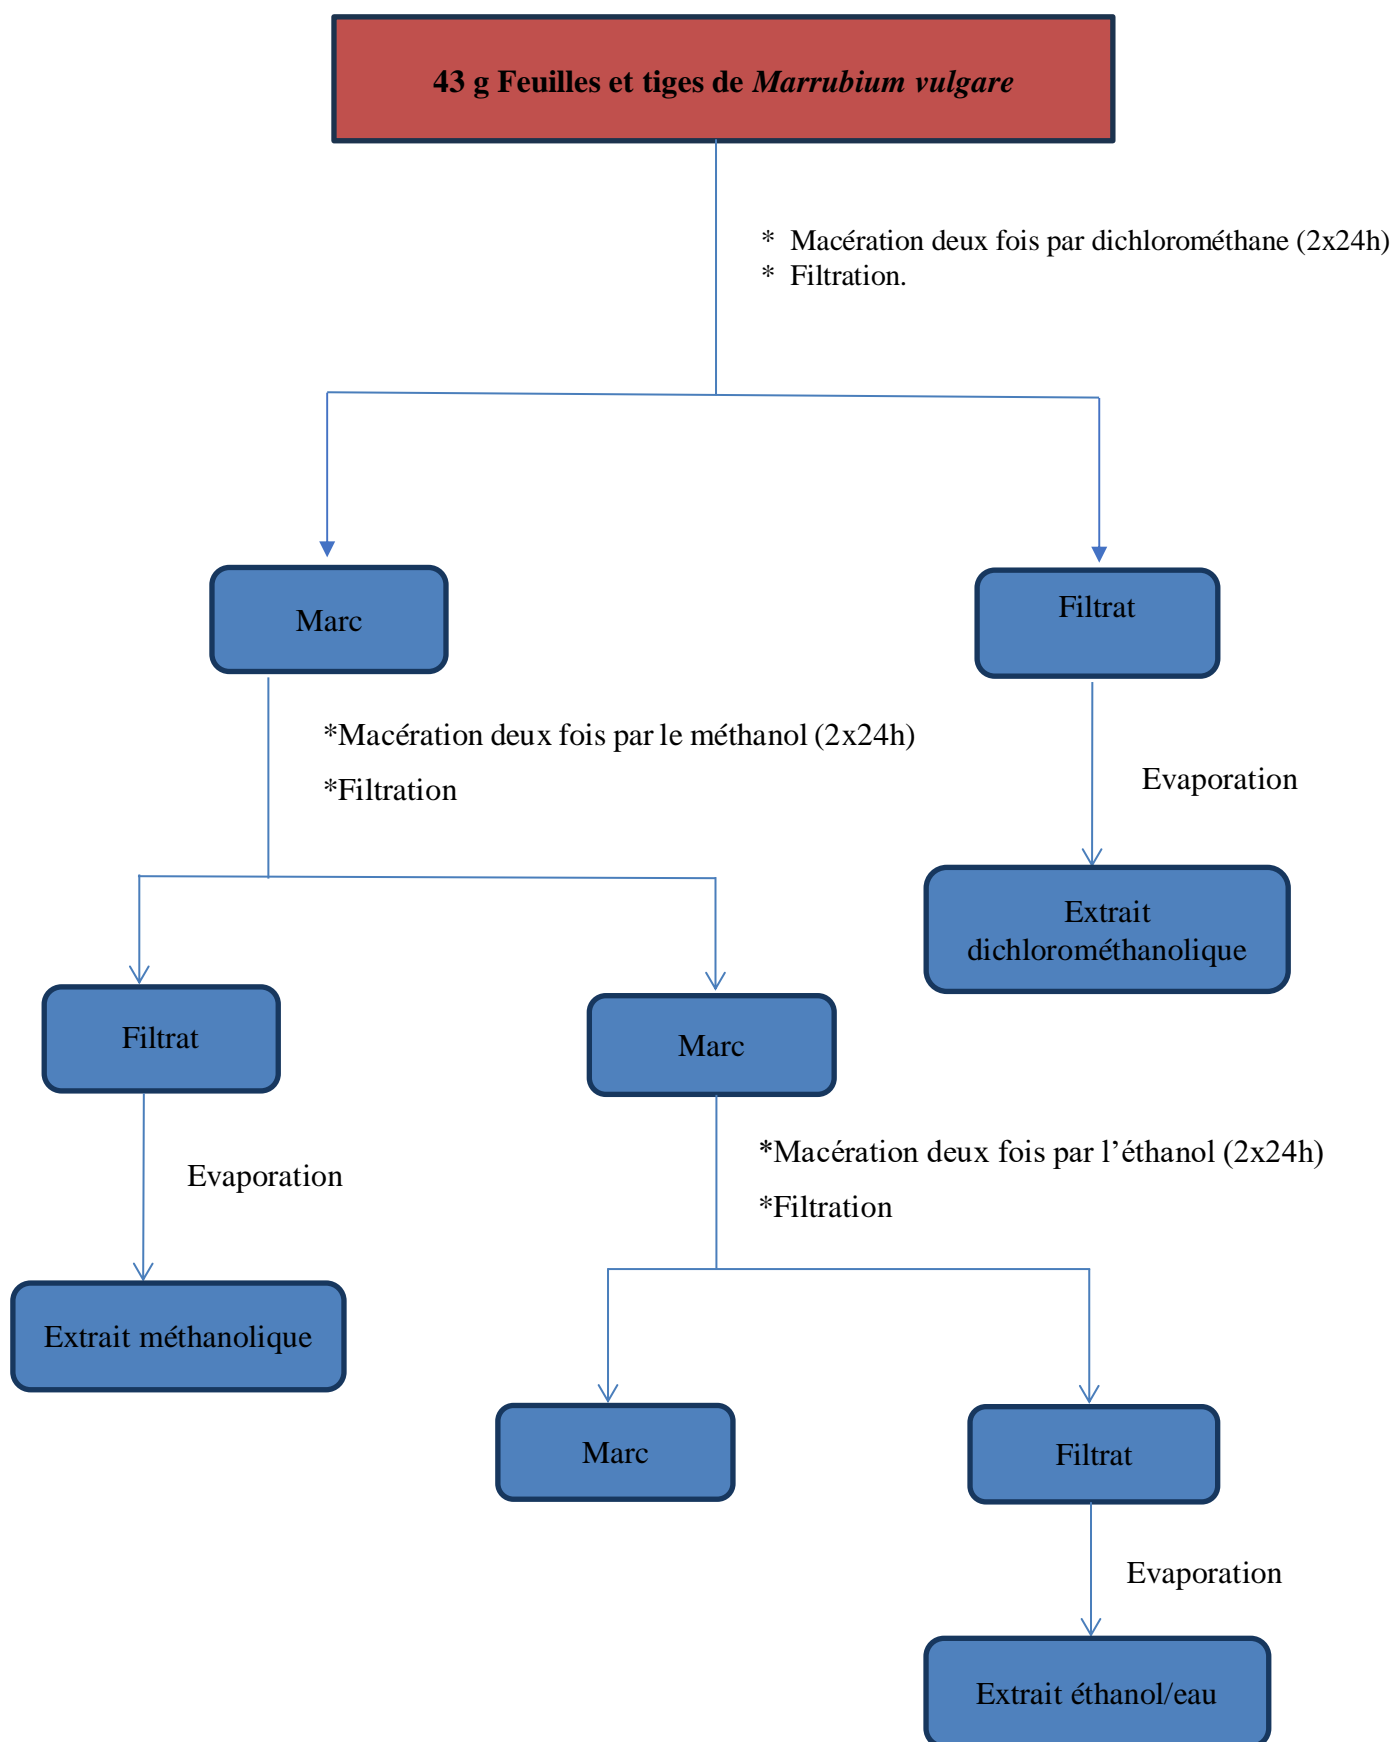 43 g Feuilles et tiges de Marrubium vulgare
* Macération deux fois par dichlorométhane (2x24h)
* Filtration.
Marc
Filtrat
*Macération deux fois par le méthanol (2x24h)
*Filtration
Evaporation
Extrait
dichlorométhanolique
Filtrat
Marc
Evaporation
*Macération deux fois par l’éthanol (2x24h)
*Filtration
Extrait méthanolique
Marc
Filtrat
Evaporation
Extrait éthanol/eau